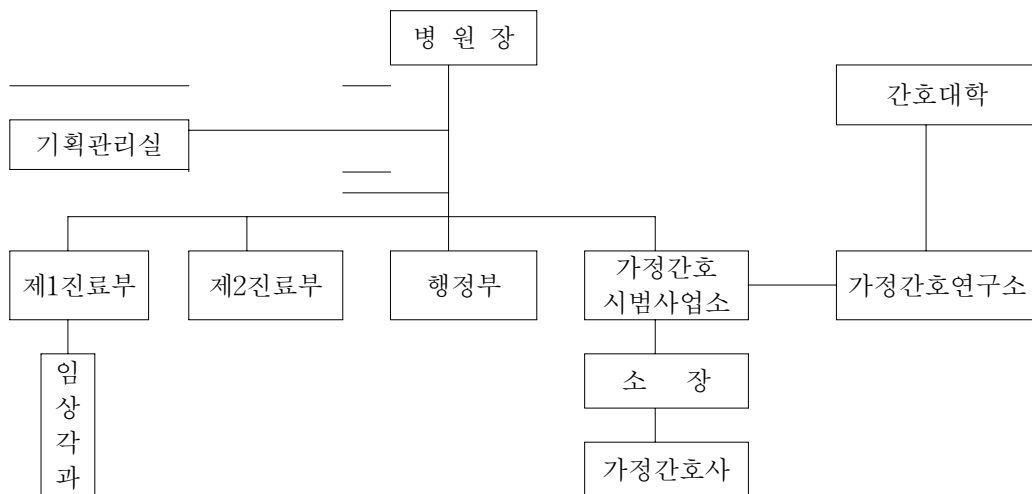 병 원 장
간호대학
기획관리실
제1진료부
제2진료부
행정부
가정간호
시범사업소
가정간호연구소
임
상
각
과
소 장
가정간호사